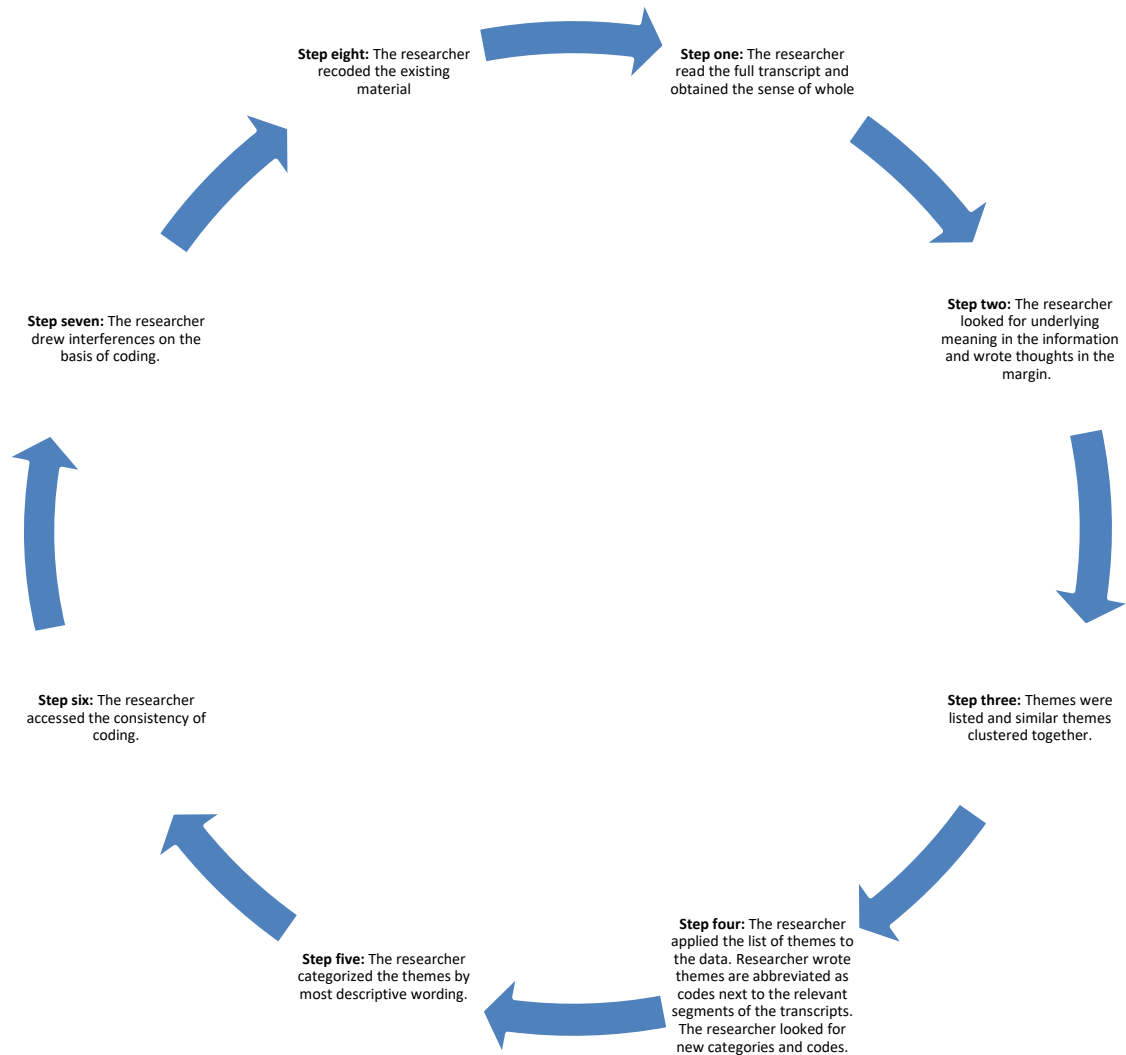 Step one: The researcher
read the full transcript and
obtained the sense of whole
Step two: The researcher
looked for underlying
meaning in the information
and wrote thoughts in the
margin.
Step three: Themes were
listed and similar themes
clustered together.
Step four: The researcher
applied the list of themes to
the data. Researcher wrote
themes are abbreviated as
codes next to the relevant
segments of the transcripts.
The researcher looked for
new categories and codes.
Step five: The researcher
categorized the themes by
most descriptive wording.
Step six: The researcher
accessed the consistency of
coding.
Step seven: The researcher
drew interferences on the
basis of coding.
Step eight: The researcher
recoded the existing
material